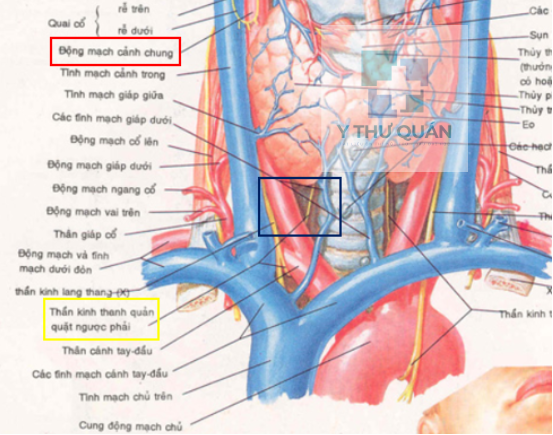 rễ trên
Quai cổ
rễ dưới
Động mạch cảnh chung
Tĩnh mạch cảnh trong
Tĩnh mạch giáp giữa
Các tĩnh mạch giáp dưới
Động mạch cổ lên
Động mạch giáp dưới
Động mạch ngang cổ
Động mạch vai trên
Thân giáp cổ
Động mạch và tĩnh
mạch dưới đòn
thần kinh lang thang (X)
Thần kinh thanh quản
quặt ngược phải
Thân cánh tay-đầu
Các tĩnh mạch cánh tay-đầu
Tĩnh mạch chủ trên
Cung động mạch chủ
Các
Sụn
Thùy th
(thườn
có hoặ
Thùy p
Thùy tr
Eo
Các hạch
Thầ
Thần kinh t
Y THƯ QUÁN